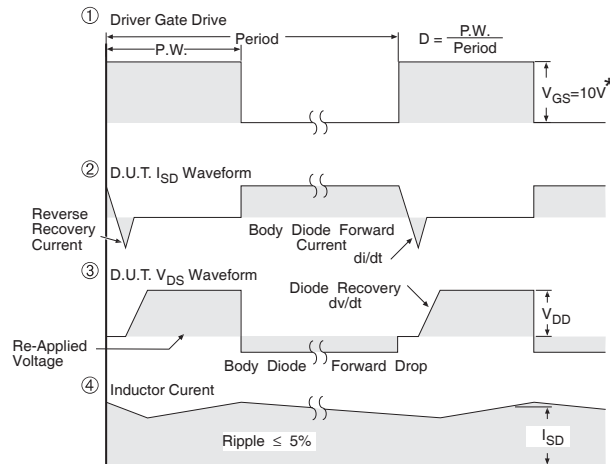 ① Driver Gate Drive
P.W.
Period
D = P.W.
Period
VGS=10V*
② D.U.T. ISD Waveform
Reverse
Recovery
Current
Body Diode Forward
Current
di/dt
③ D.U.T. VDS Waveform
Diode Recovery
dv/dt
VDD
Re-Applied
Voltage
Body Diode Forward Drop
④ Inductor Curent
Ripple ≤ 5%
ISD